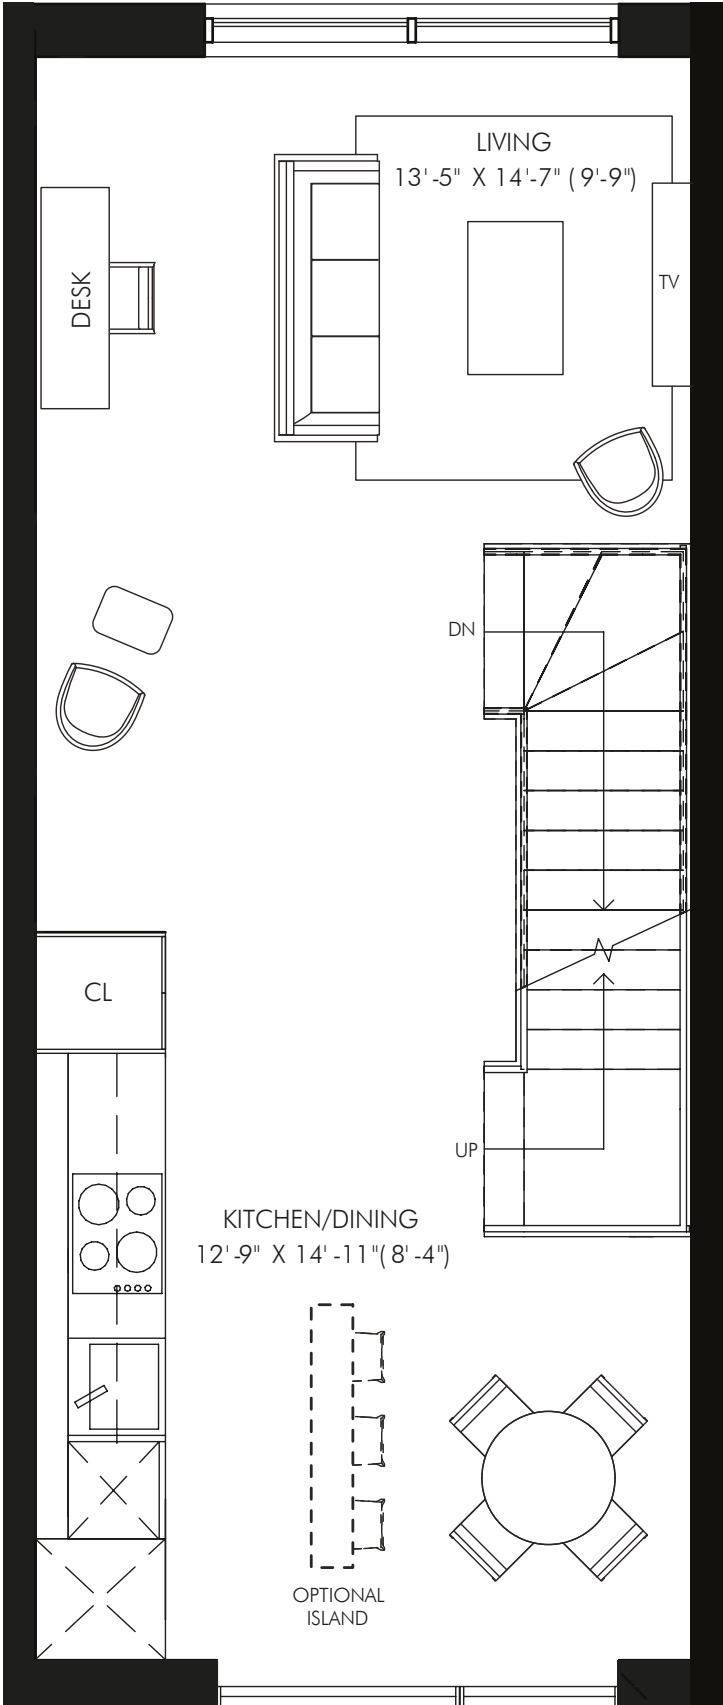 LIVING
13'-5" X 14'-7" (9'-9")
DESK
TV
DN
CL
UP
KITCHEN/DINING
12'-9" X 14'-11"(8'-4")
OPTIONAL
ISLAND